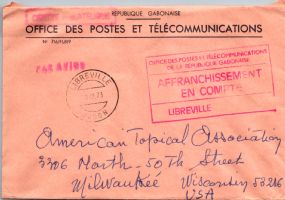 REPUBLIQUE GABONAISE
OFFICE DES POSTES ET TÉLÉCOMMUNICATIONS
PAR AVION
LIBREVILLE
GABON
OFFICE DES POSTES ET TÉLÉCOMMUNICATIONS
DE LA REPUBLIQUE GABONAISE
AFFRANCHISSEMENT
EN COMPTE
LIBREVILLE
American Topical Association
3306 North-50th Street
Milwaukee Wisconsin 53216
USA